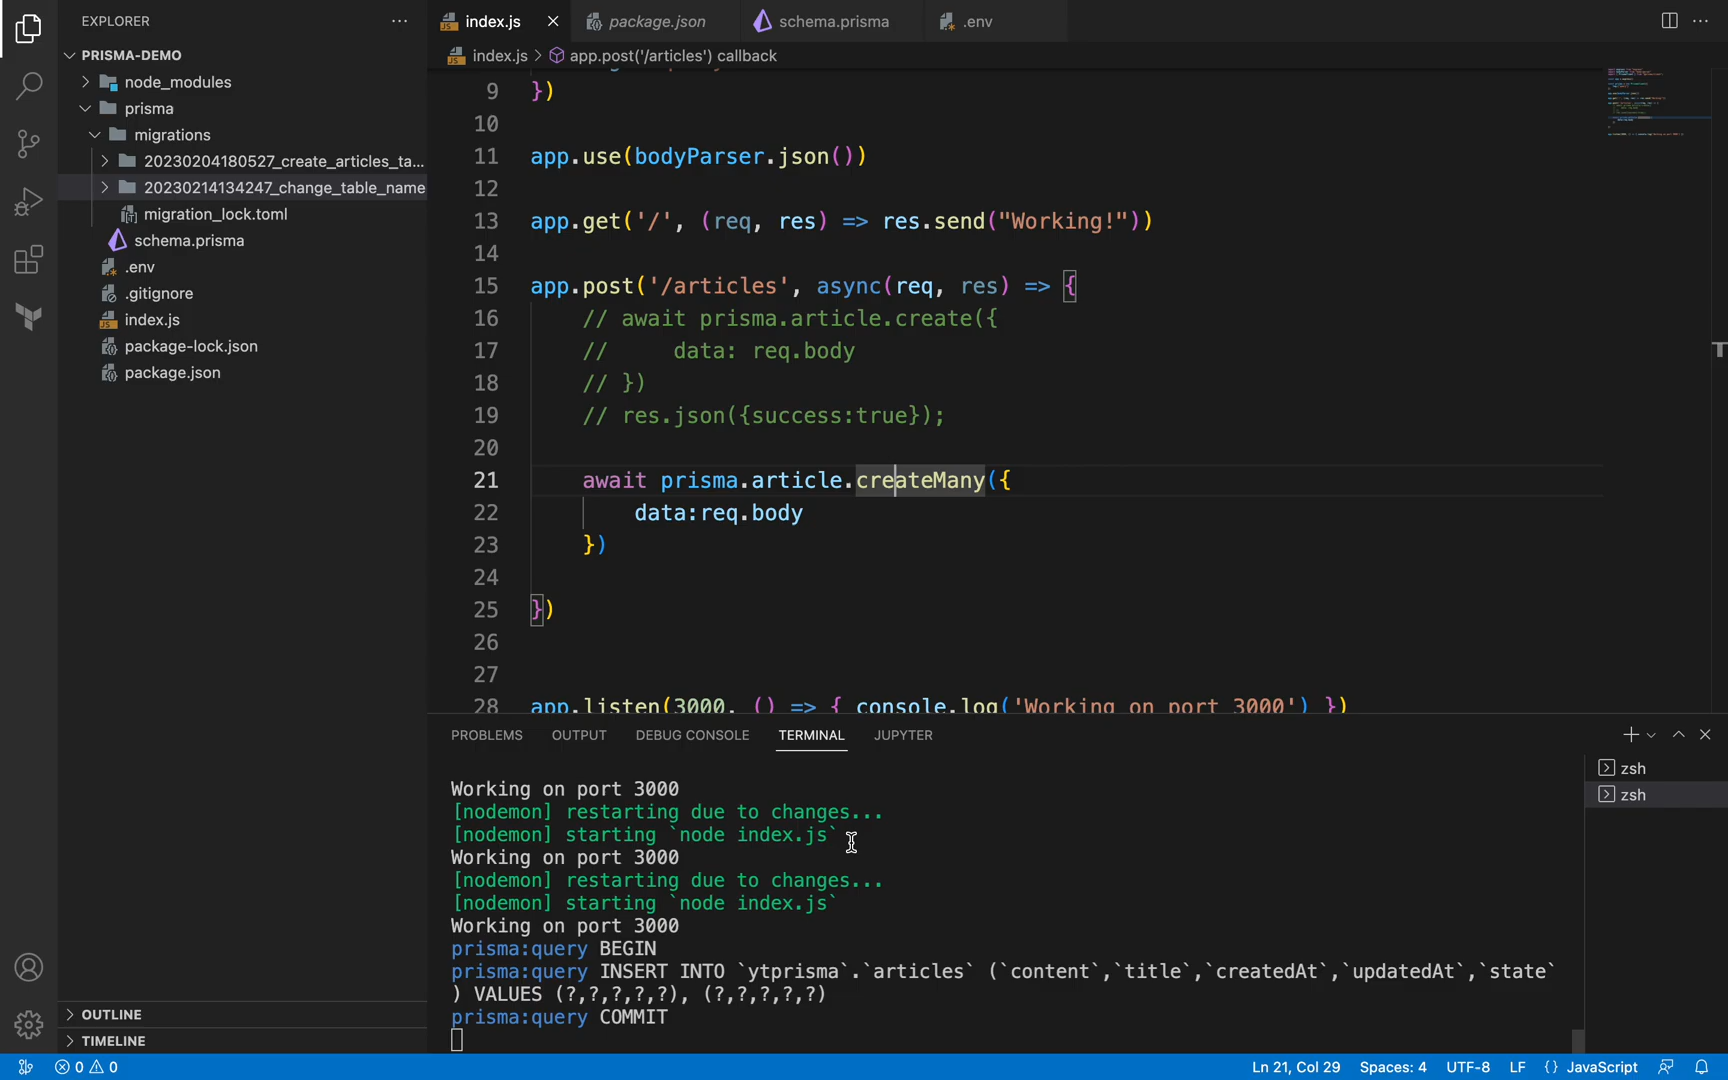 EXPLORER
PRISMA-DEMO
node_modules
prisma
migrations
20230204180527_create_articles_ta...
20230214134247_change_table_name
migration_lock.toml
schema.prisma
.env
.gitignore
index.js
package-lock.json
package.json
OUTLINE
TIMELINE
index.js
package.json
schema.prisma
.env
index.js > app.post('/articles') callback
9 })
10
11 app.use(bodyParser.json())
12
13 app.get('/', (req, res) => res.send("Working!"))
14
15 app.post('/articles', async(req, res) => {
16 // await prisma.article.create({
17 //     data: req.body
18 // })
19 // res.json({success:true});
20
21 await prisma.article.createMany({
22 data:req.body
23 })
24
25 })
26
27
28 app.listen(3000, () => { console.log('Working on port 3000') })
PROBLEMS OUTPUT DEBUG CONSOLE TERMINAL JUPYTER
Working on port 3000
[nodemon] restarting due to changes...
[nodemon] starting `node index.js`
Working on port 3000
[nodemon] restarting due to changes...
[nodemon] starting `node index.js`
Working on port 3000
prisma:query BEGIN
prisma:query INSERT INTO `ytprisma`.`articles` (`content`,`title`,`createdAt`,`updatedAt`,`state`
) VALUES (?,?,?,?,?), (?,?,?,?,?)
prisma:query COMMIT
zsh
zsh
0 0 Ln 21, Col 29 Spaces: 4 UTF-8 LF {} JavaScript